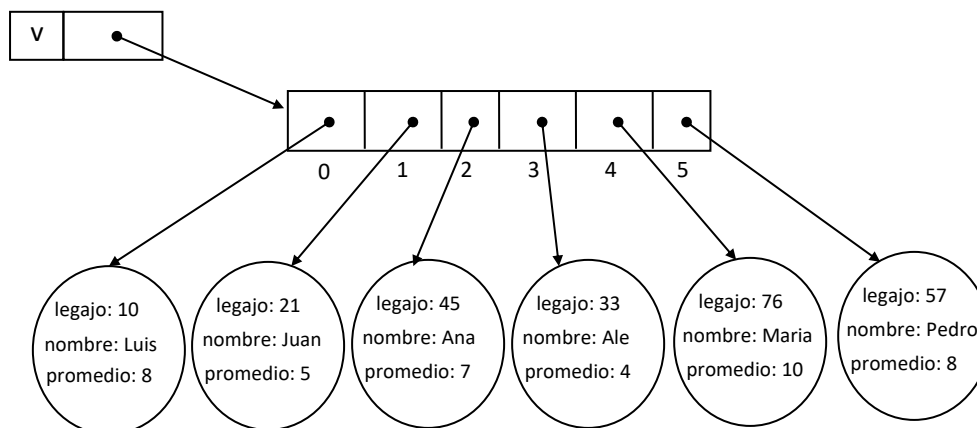 v
0 1 2 3 4 5
legajo: 10
nombre: Luis
promedio: 8
legajo: 21
nombre: Juan
promedio: 5
legajo: 45
nombre: Ana
promedio: 7
legajo: 33
nombre: Ale
promedio: 4
legajo: 76
nombre: Maria
promedio: 10
legajo: 57
nombre: Pedro
promedio: 8